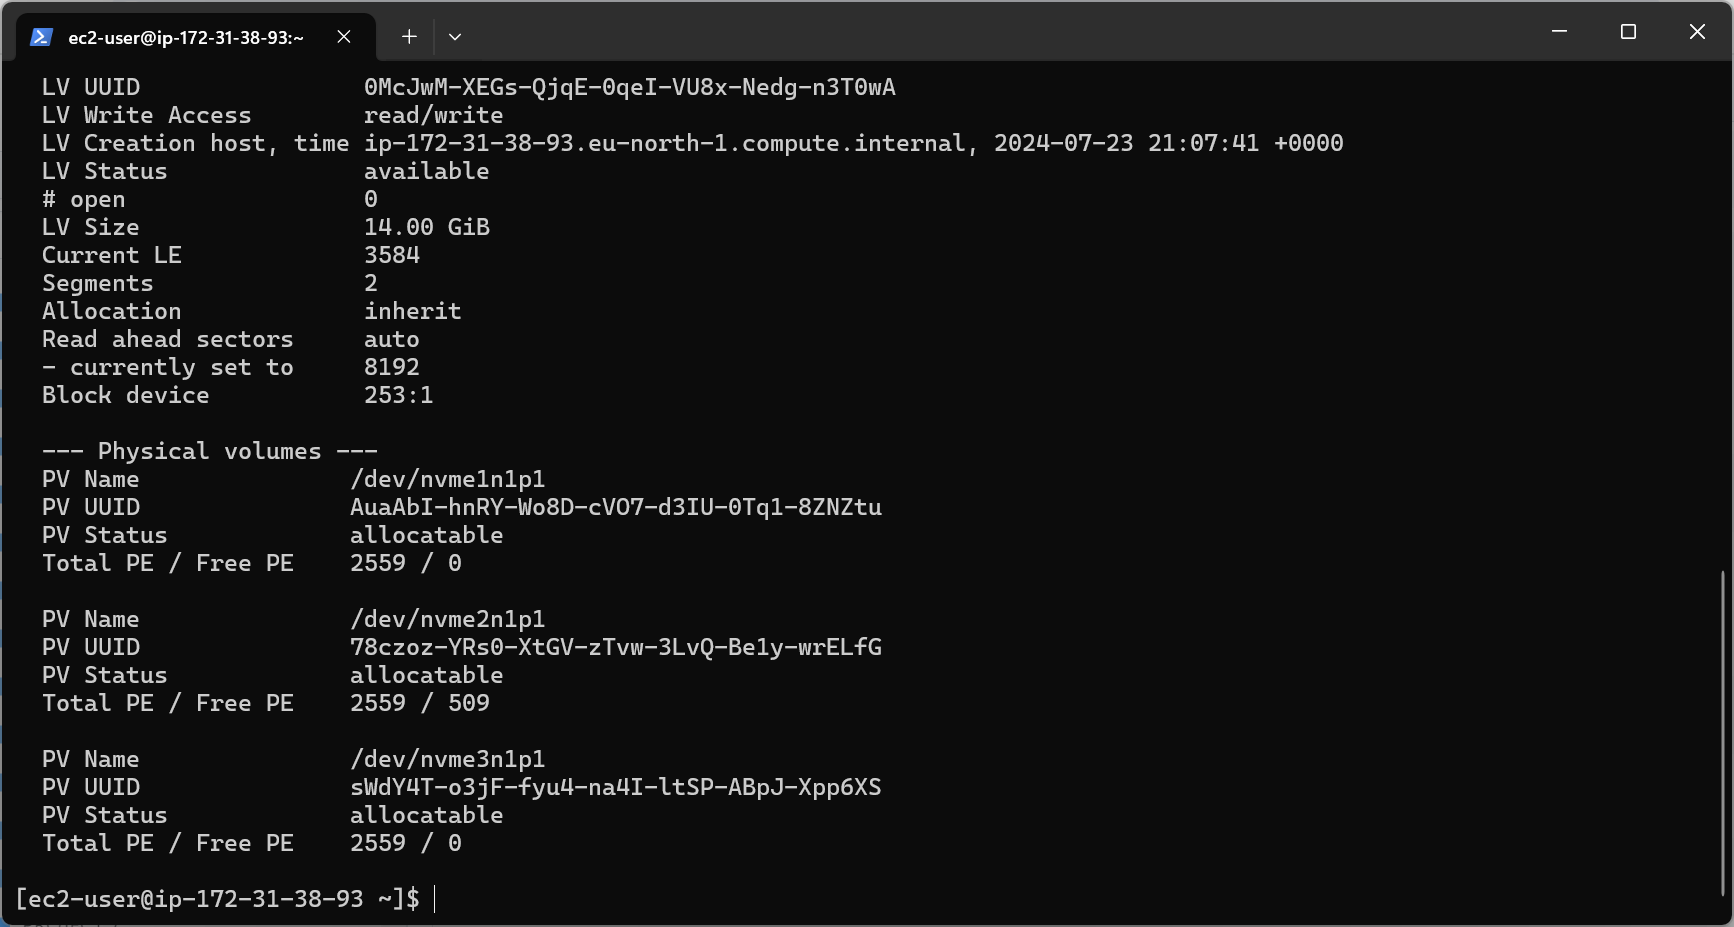 ec2-user@ip-172-31-38-93:~
LV UUID 0McJwM-XEGs-QjqE-0qeI-VU8x-Nedg-n3T0wA
LV Write Access read/write
LV Creation host, time ip-172-31-38-93.eu-north-1.compute.internal, 2024-07-23 21:07:41 +0000
LV Status available
# open 0
LV Size 14.00 GiB
Current LE 3584
Segments 2
Allocation inherit
Read ahead sectors auto
- currently set to 8192
Block device 253:1
--- Physical volumes ---
PV Name /dev/nvme1n1p1
PV UUID AuaAbI-hnRY-Wo8D-cVO7-d3IU-0Tq1-8ZNZtu
PV Status allocatable
Total PE / Free PE 2559 / 0
PV Name /dev/nvme2n1p1
PV UUID 78czoz-YRs0-XtGV-zTvw-3LvQ-Be1y-wrELfG
PV Status allocatable
Total PE / Free PE 2559 / 509
PV Name /dev/nvme3n1p1
PV UUID sWdY4T-o3jF-fyu4-na4I-ltSP-ABpJ-Xpp6XS
PV Status allocatable
Total PE / Free PE 2559 / 0
[ec2-user@ip-172-31-38-93 ~]$